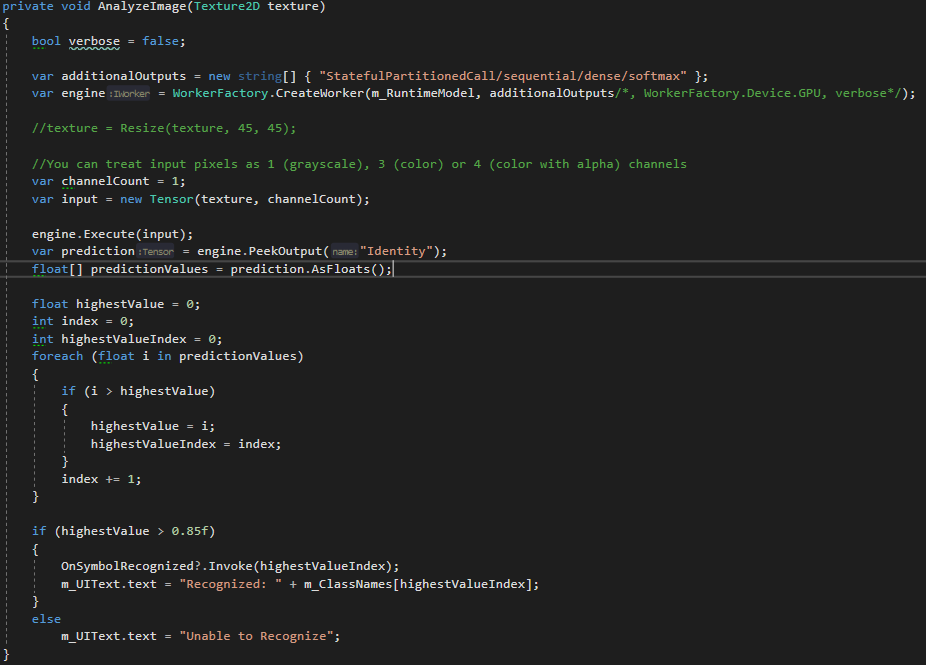 private void AnalyzeImage(Texture2D texture)
{
bool verbose = false;
var additionalOutputs = new string[] { "StatefulPartitionedCall/sequential/dense/softmax" };
var engine :IWorker = WorkerFactory.CreateWorker(m_RuntimeModel, additionalOutputs/*, WorkerFactory.Device.GPU, verbose*/);
//texture = Resize(texture, 45, 45);
//You can treat input pixels as 1 (grayscale), 3 (color) or 4 (color with alpha) channels
var channelCount = 1;
var input = new Tensor(texture, channelCount);
engine.Execute(input);
var prediction :Tensor = engine.PeekOutput( name: "Identity");
float[] predictionValues = prediction.AsFloats();
float highestValue = 0;
int index = 0;
int highestValueIndex = 0;
foreach (float i in predictionValues)
{
if (i > highestValue)
{
highestValue = i;
highestValueIndex = index;
}
index += 1;
}
if (highestValue > 0.85f)
{
OnSymbolRecognized?.Invoke(highestValueIndex);
m_UIText.text = "Recognized: " + m_ClassNames[highestValueIndex];
}
else
m_UIText.text = "Unable to Recognize";
}